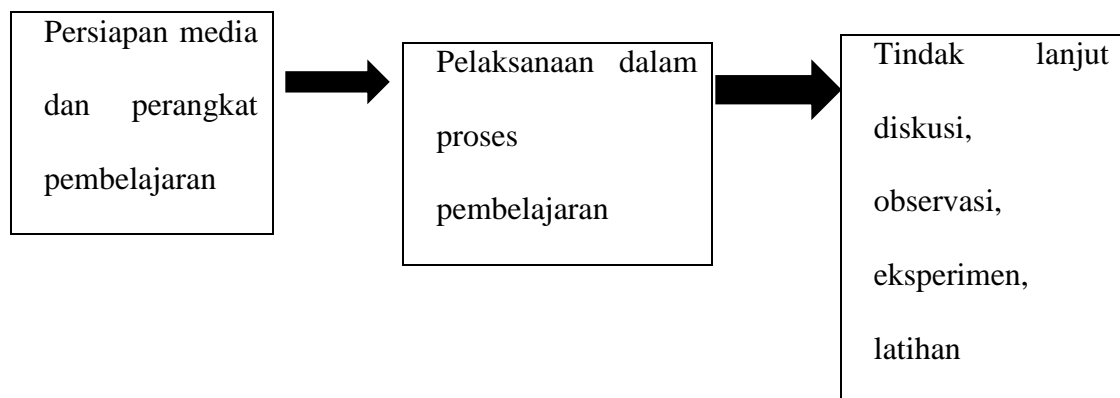 Persiapan media
dan perangkat
pembelajaran
Pelaksanaan dalam
proses
pembelajaran
Tindak lanjut
diskusi,
observasi,
eksperimen,
latihan